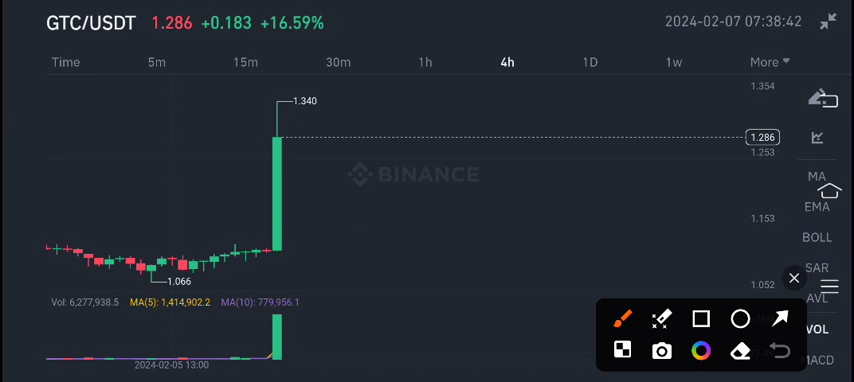 GTC/USDT 1.286 +0.183 +16.59% 2024-02-07 07:38:42
Time 5m 15m 30m 1h 4h 1D 1w More
1.354
1.340
1.286
1.253
BINANCE
MA
EMA
1.153
BOLL
SAR
1.066
1.052
AVL
Vol: 6,277,938.5 MA(5): 1,414,902.2 MA(10): 779,956.1
VOL
MACD
2024-02-05 13:00